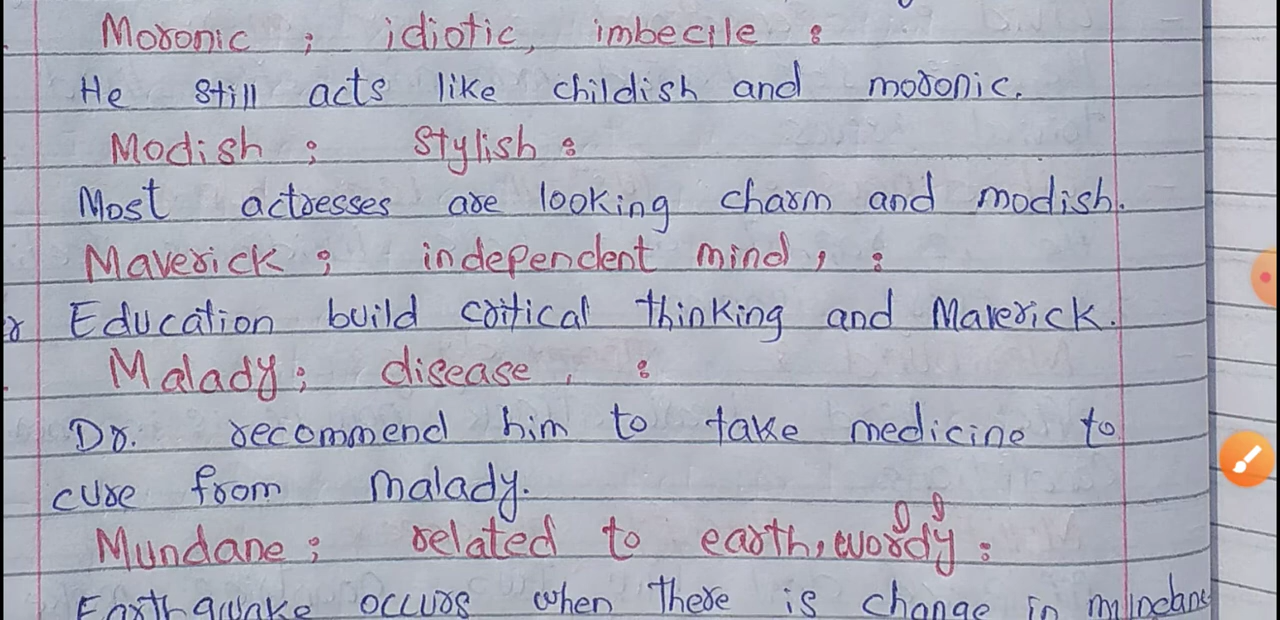 Moronic ; idiotic, imbecile :
He still acts like childish and moronic.
Modish ; Stylish :
Most actresses are looking charm and modish.
Maverick ; independent mind, :
Education build critical thinking and Maverick.
Malady ; disease, :
Dr. recommend him to take medicine to
cure from malady.
Mundane ; related to earth, wordy :
Earthquake occurs when there is change in mundane